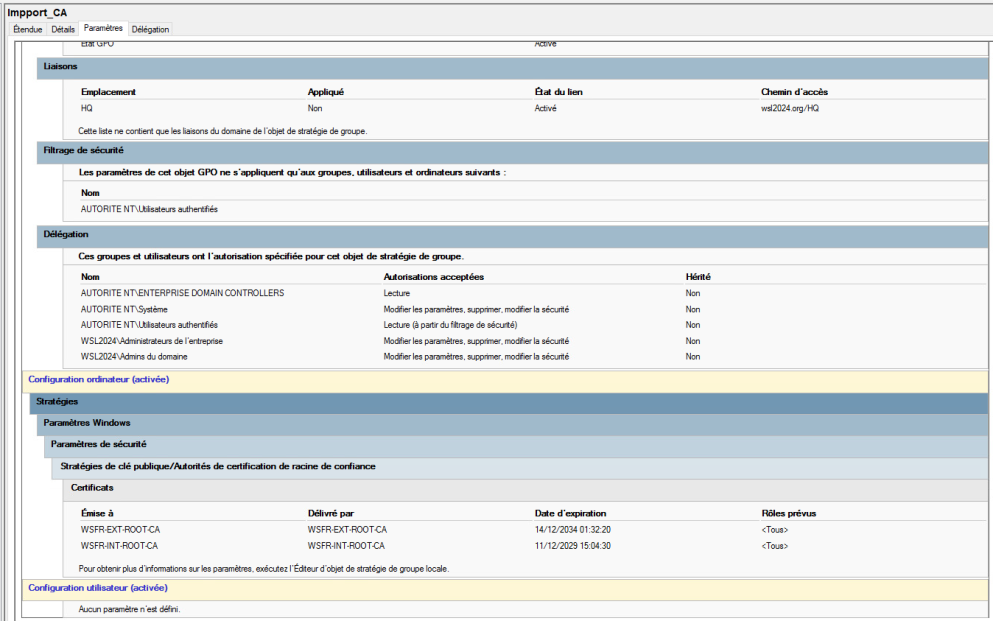 Impport_CA
Étendue Détails Paramètres Délégation
État GPO Activé
Liaisons
Emplacement Appliqué État du lien Chemin d'accès
HQ Non Activé wsl2024.org/HQ
Cette liste ne contient que les liaisons du domaine de l'objet de stratégie de groupe.
Filtrage de sécurité
Les paramètres de cet objet GPO ne s'appliquent qu'aux groupes, utilisateurs et ordinateurs suivants :
Nom
AUTORITE NT\Utilisateurs authentifiés
Délégation
Ces groupes et utilisateurs ont l'autorisation spécifiée pour cet objet de stratégie de groupe.
Nom Autorisations acceptées Hérité
AUTORITE NT\ENTERPRISE DOMAIN CONTROLLERS Lecture Non
AUTORITE NT\Système Modifier les paramètres, supprimer, modifier la sécurité Non
AUTORITE NT\Utilisateurs authentifiés Lecture (à partir du filtrage de sécurité) Non
WSL2024\Administrateurs de l'entreprise Modifier les paramètres, supprimer, modifier la sécurité Non
WSL2024\Admins du domaine Modifier les paramètres, supprimer, modifier la sécurité Non
Configuration ordinateur (activée)
Stratégies
Paramètres Windows
Paramètres de sécurité
Stratégies de clé publique/Autorités de certification de racine de confiance
Certificats
Émise à Délivré par Date d'expiration Rôles prévus
WSFR-EXT-ROOT-CA WSFR-EXT-ROOT-CA 14/12/2034 01:32:20 <Tous>
WSFR-INT-ROOT-CA WSFR-INT-ROOT-CA 11/12/2029 15:04:30 <Tous>
Pour obtenir plus d'informations sur les paramètres, exécutez l'Éditeur d'objet de stratégie de groupe locale.
Configuration utilisateur (activée)
Aucun paramètre n'est défini.